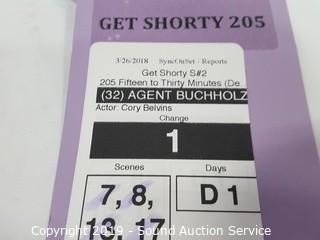 GET SHORTY 205
3/26/2018 SyncOnSet - Reports
Get Shorty S#2
205 Fifteen to Thirty Minutes (De
(32) AGENT BUCHHOLZ
Actor: Cory Belvins
Change
1
Scenes Days
7, 8, D 1
13, 17
Copyright 2019 - Sound Auction Service